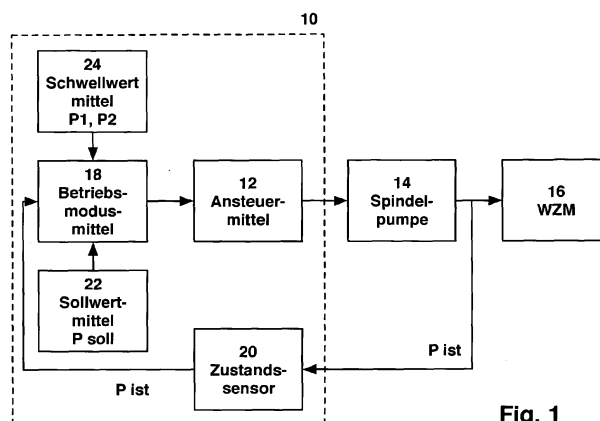 10
24
Schwellwert
mittel
P1, P2
18
Betriebs-
modus-
mittel
12
Ansteuer-
mittel
14
Spindel-
pumpe
16
WZM
22
Sollwert-
mittel
P soll
20
Zustands-
sensor
P ist
P ist
Fig. 1